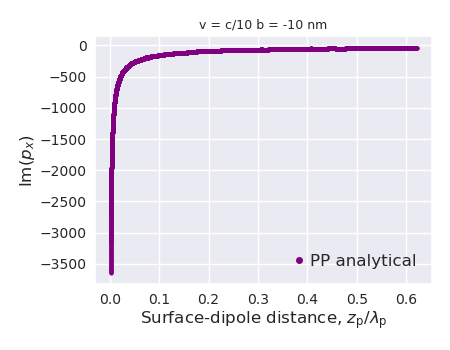 v = c/10 b = -10 nm
0
−500
−1000
−1500
−2000
−2500
−3000
−3500
Im(pₓ)
PP analytical
0.0 0.1 0.2 0.3 0.4 0.5 0.6
Surface-dipole distance, z_p/λ_p